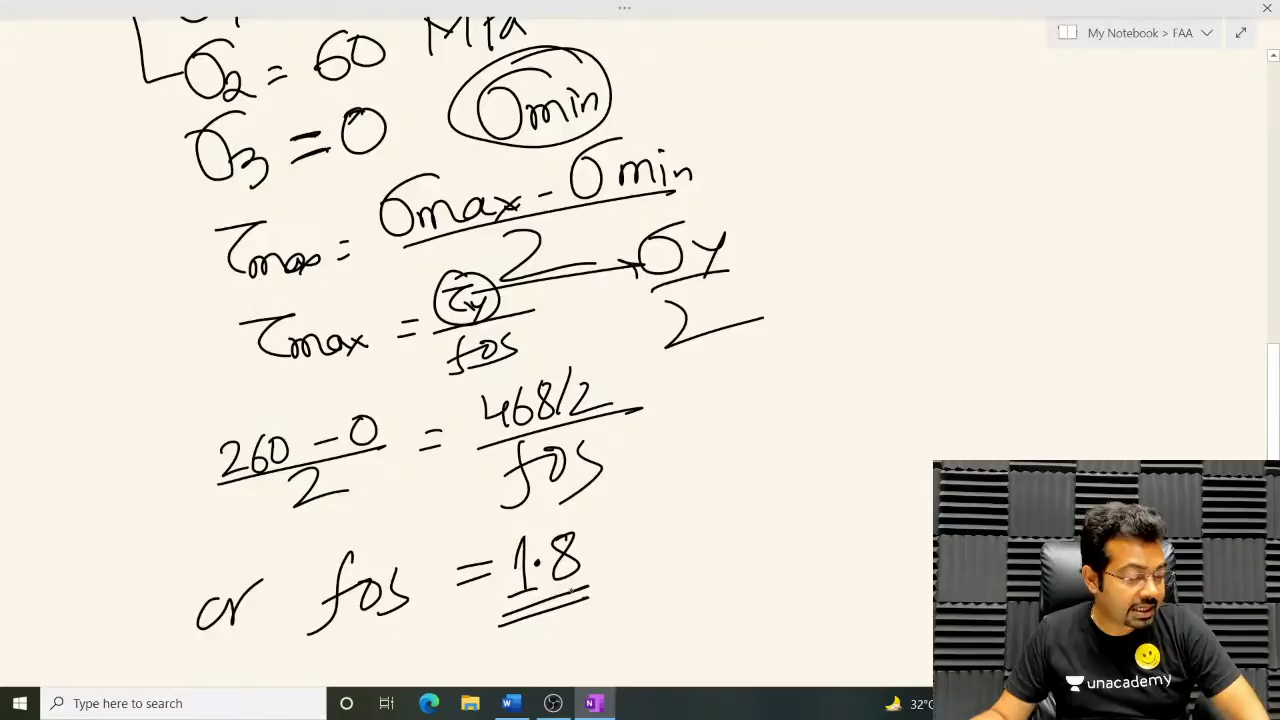 My Notebook > FAA
σ2 = 60 MPa
σ3 = 0 σmin
τmax = σmax - σmin
2
τmax = τy σy
fos 2
260 - 0 = 468/2
2 fos
or fos = 1.8
unacademy
Type here to search
32°C